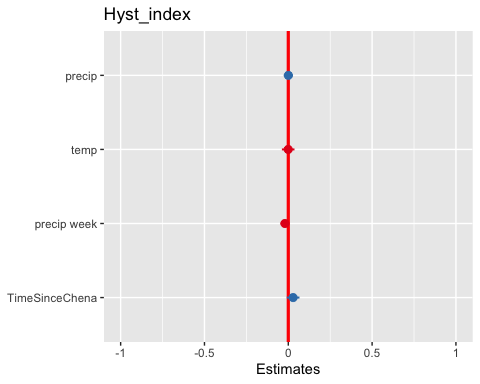 Hyst_index
precip
temp
precip week
TimeSinceChena
-1 -0.5 0 0.5 1
Estimates